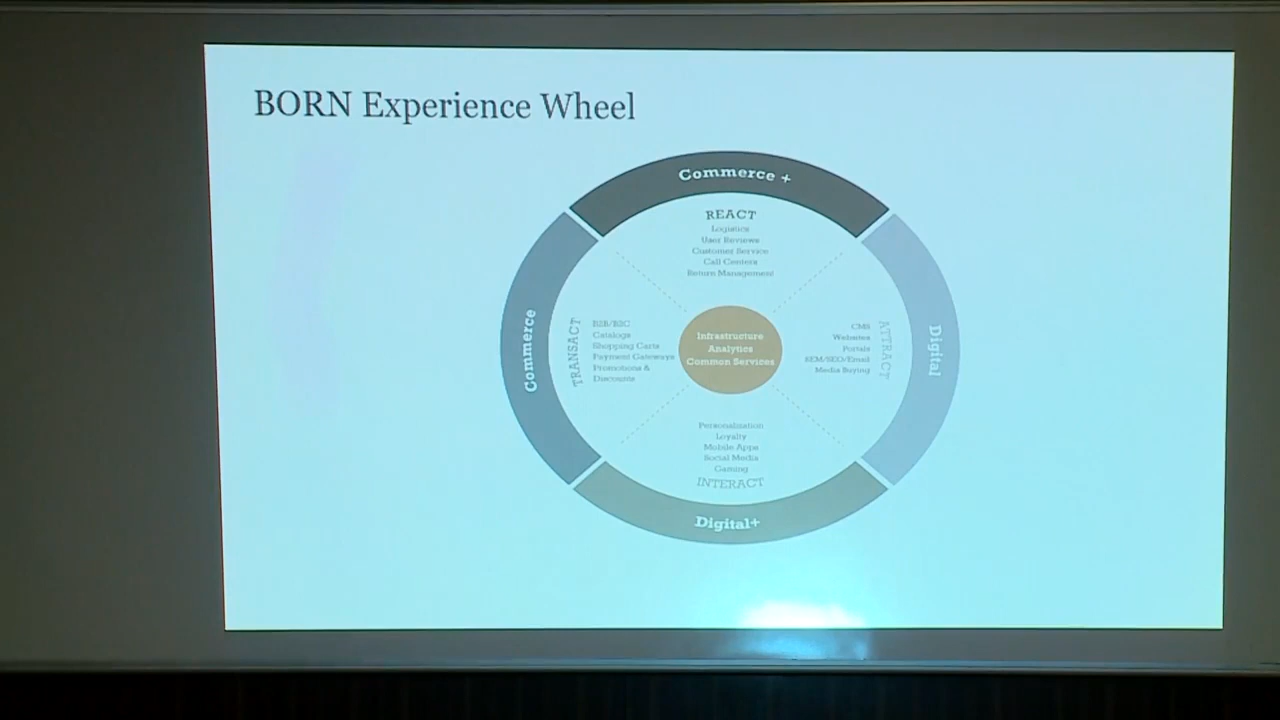 BORN Experience Wheel
Commerce +
REACT
Logistics
User Reviews
Customer Service
Call Centers
Return Management
Commerce
TRANSACT
B2B/B2C
Catalogs
Shopping Carts
Payment Gateways
Promotions &
Discounts
Infrastructure
Analytics
Common Services
CMS
Websites
Portals
SEM/SEO/Email
Media Buying
ATTRACT
Digital
Personalization
Loyalty
Mobile Apps
Social Media
Gaming
INTERACT
Digital+